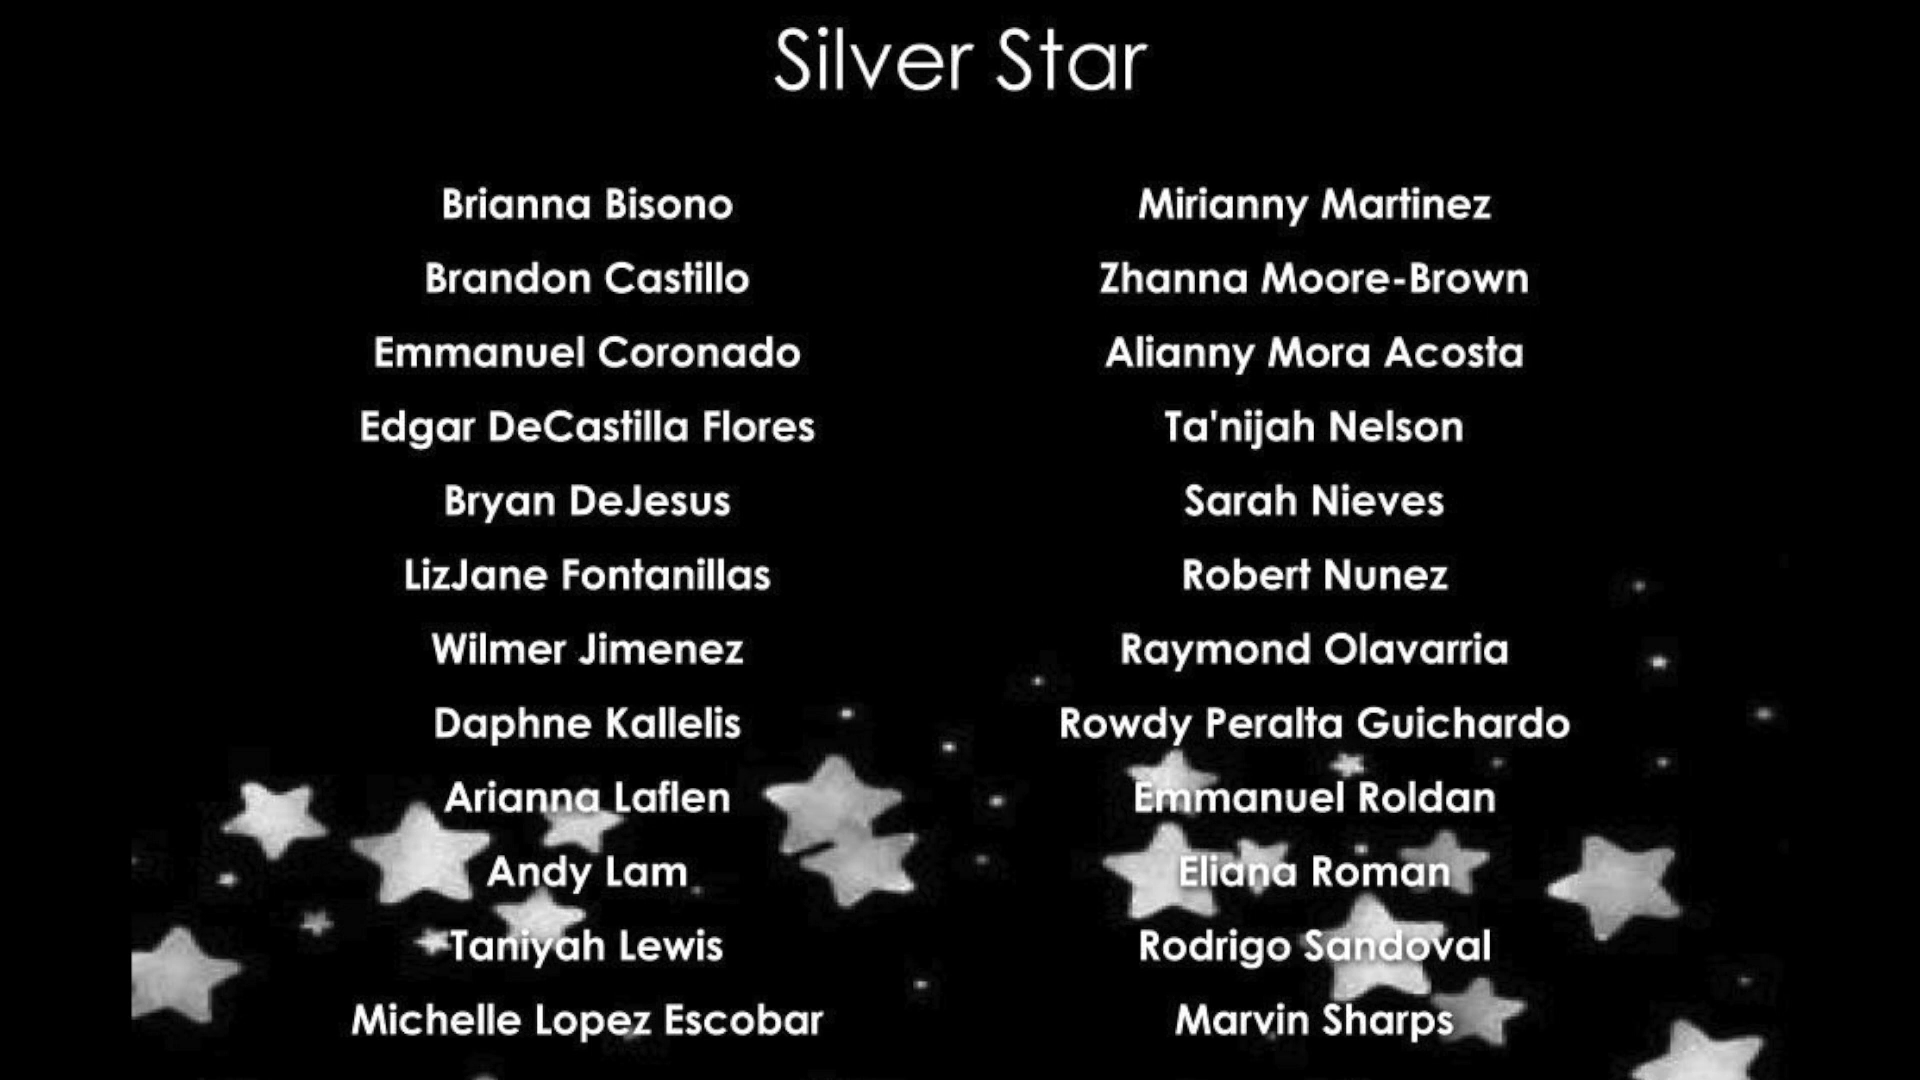 Silver Star
Brianna Bisono
Brandon Castillo
Emmanuel Coronado
Edgar DeCastilla Flores
Bryan DeJesus
LizJane Fontanillas
Wilmer Jimenez
Daphne Kallelis
Arianna Laflen
Andy Lam
Taniyah Lewis
Michelle Lopez Escobar
Mirianny Martinez
Zhanna Moore-Brown
Alianny Mora Acosta
Ta'nijah Nelson
Sarah Nieves
Robert Nunez
Raymond Olavarria
Rowdy Peralta Guichardo
Emmanuel Roldan
Eliana Roman
Rodrigo Sandoval
Marvin Sharps